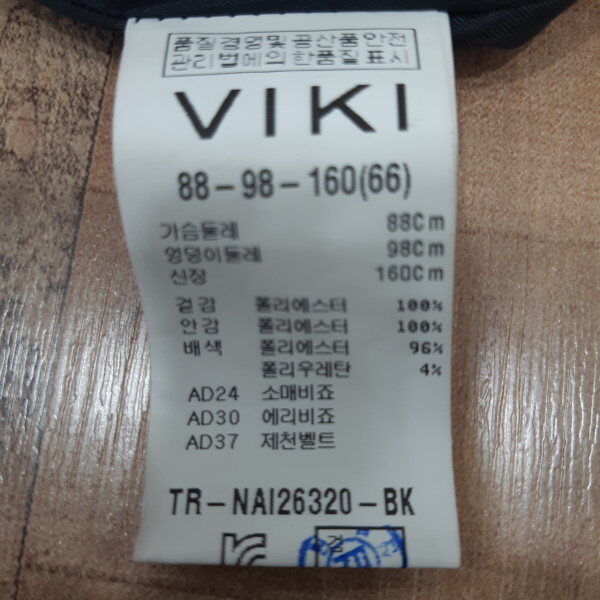 품질경영및공산품안전
관리법에의한품질표시
VIKI
88-98-160(66)
가슴둘레 88Cm
엉덩이둘레 98Cm
신장 160Cm
겉감 폴리에스터 100%
안감 폴리에스터 100%
배색 폴리에스터 96%
폴리우레탄 4%
AD24 소매비죠
AD30 에리비죠
AD37 제천벨트
TR-NAI26320-BK